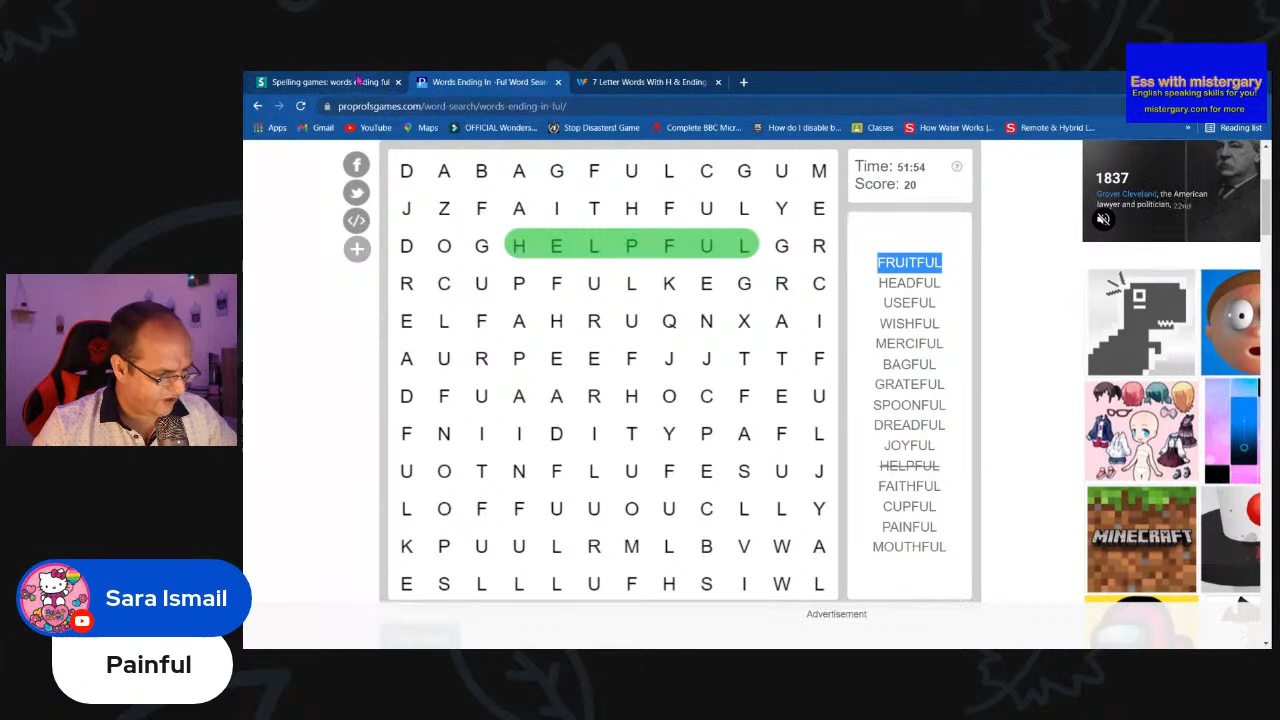 Ess with mistergary
English speaking skills for you!
mistergary.com for more
Spelling games: words ending ful
Words Ending In -Ful Word Sear
7 Letter Words With H & Ending
proprofsgames.com/word-search/words-ending-in-ful/
Apps Gmail YouTube Maps OFFICIAL Wonders... Stop Disasters! Game Complete BBC Micr... How do I disable b... Classes How Water Works |... Remote & Hybrid L... » Reading list
D A B A G F U L C G U M
J Z F A I T H F U L Y E
D O G H E L P F U L G R
R C U P F U L K E G R C
E L F A H R U Q N X A I
A U R P E E F J J T T F
D F U A A R H O C F E U
F N I I D I T Y P A F L
U O T N F L U F E S U J
L O F F U U O U C L L Y
K P U U L R M L B V W A
E S L L L U F H S I W L
Time: 51:54
Score: 20
FRUITFUL
HEADFUL
USEFUL
WISHFUL
MERCIFUL
BAGFUL
GRATEFUL
SPOONFUL
DREADFUL
JOYFUL
HELPFUL
FAITHFUL
CUPFUL
PAINFUL
MOUTHFUL
Advertisement
1837
Grover Cleveland, the American
lawyer and politician, 22nd
MINECRAFT
Sara Ismail
Painful